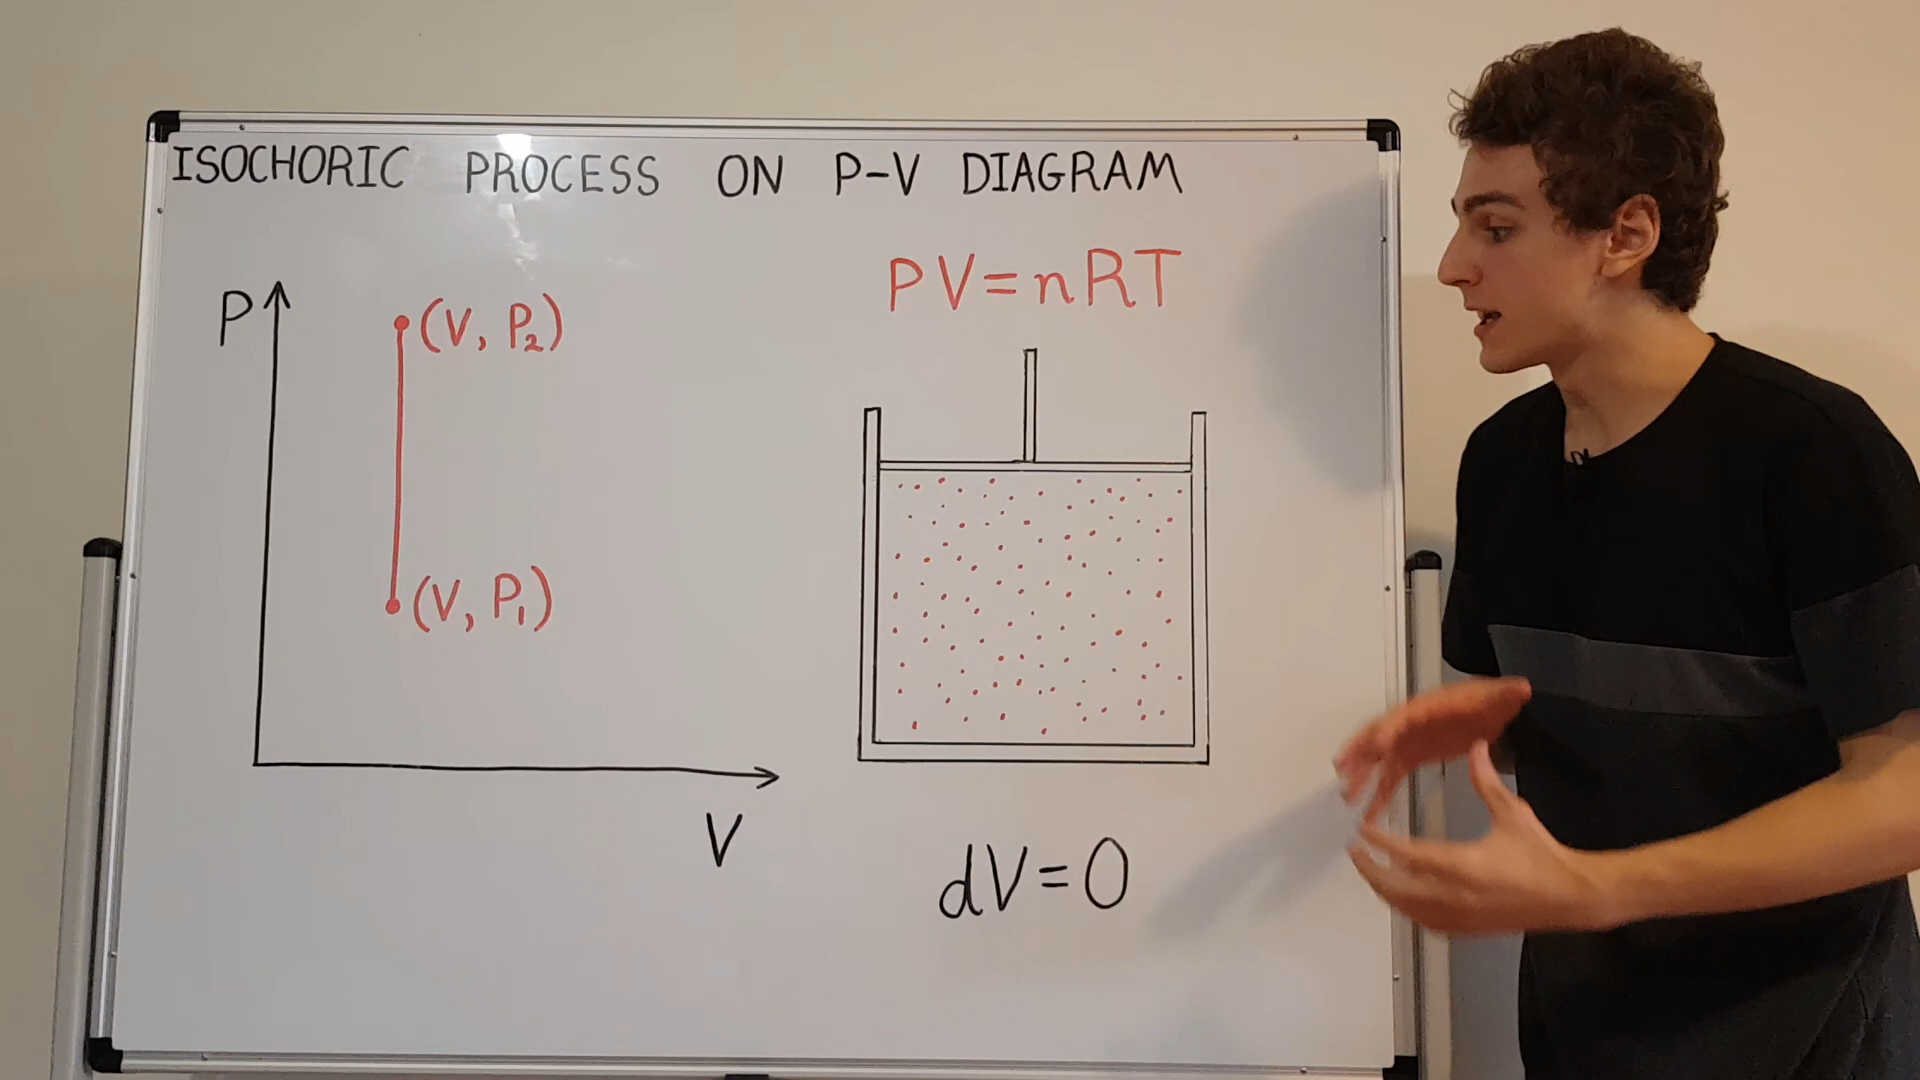 ISOCHORIC PROCESS ON P-V DIAGRAM
PV=nRT
P
(V, P₂)
(V, P₁)
V
dV=0